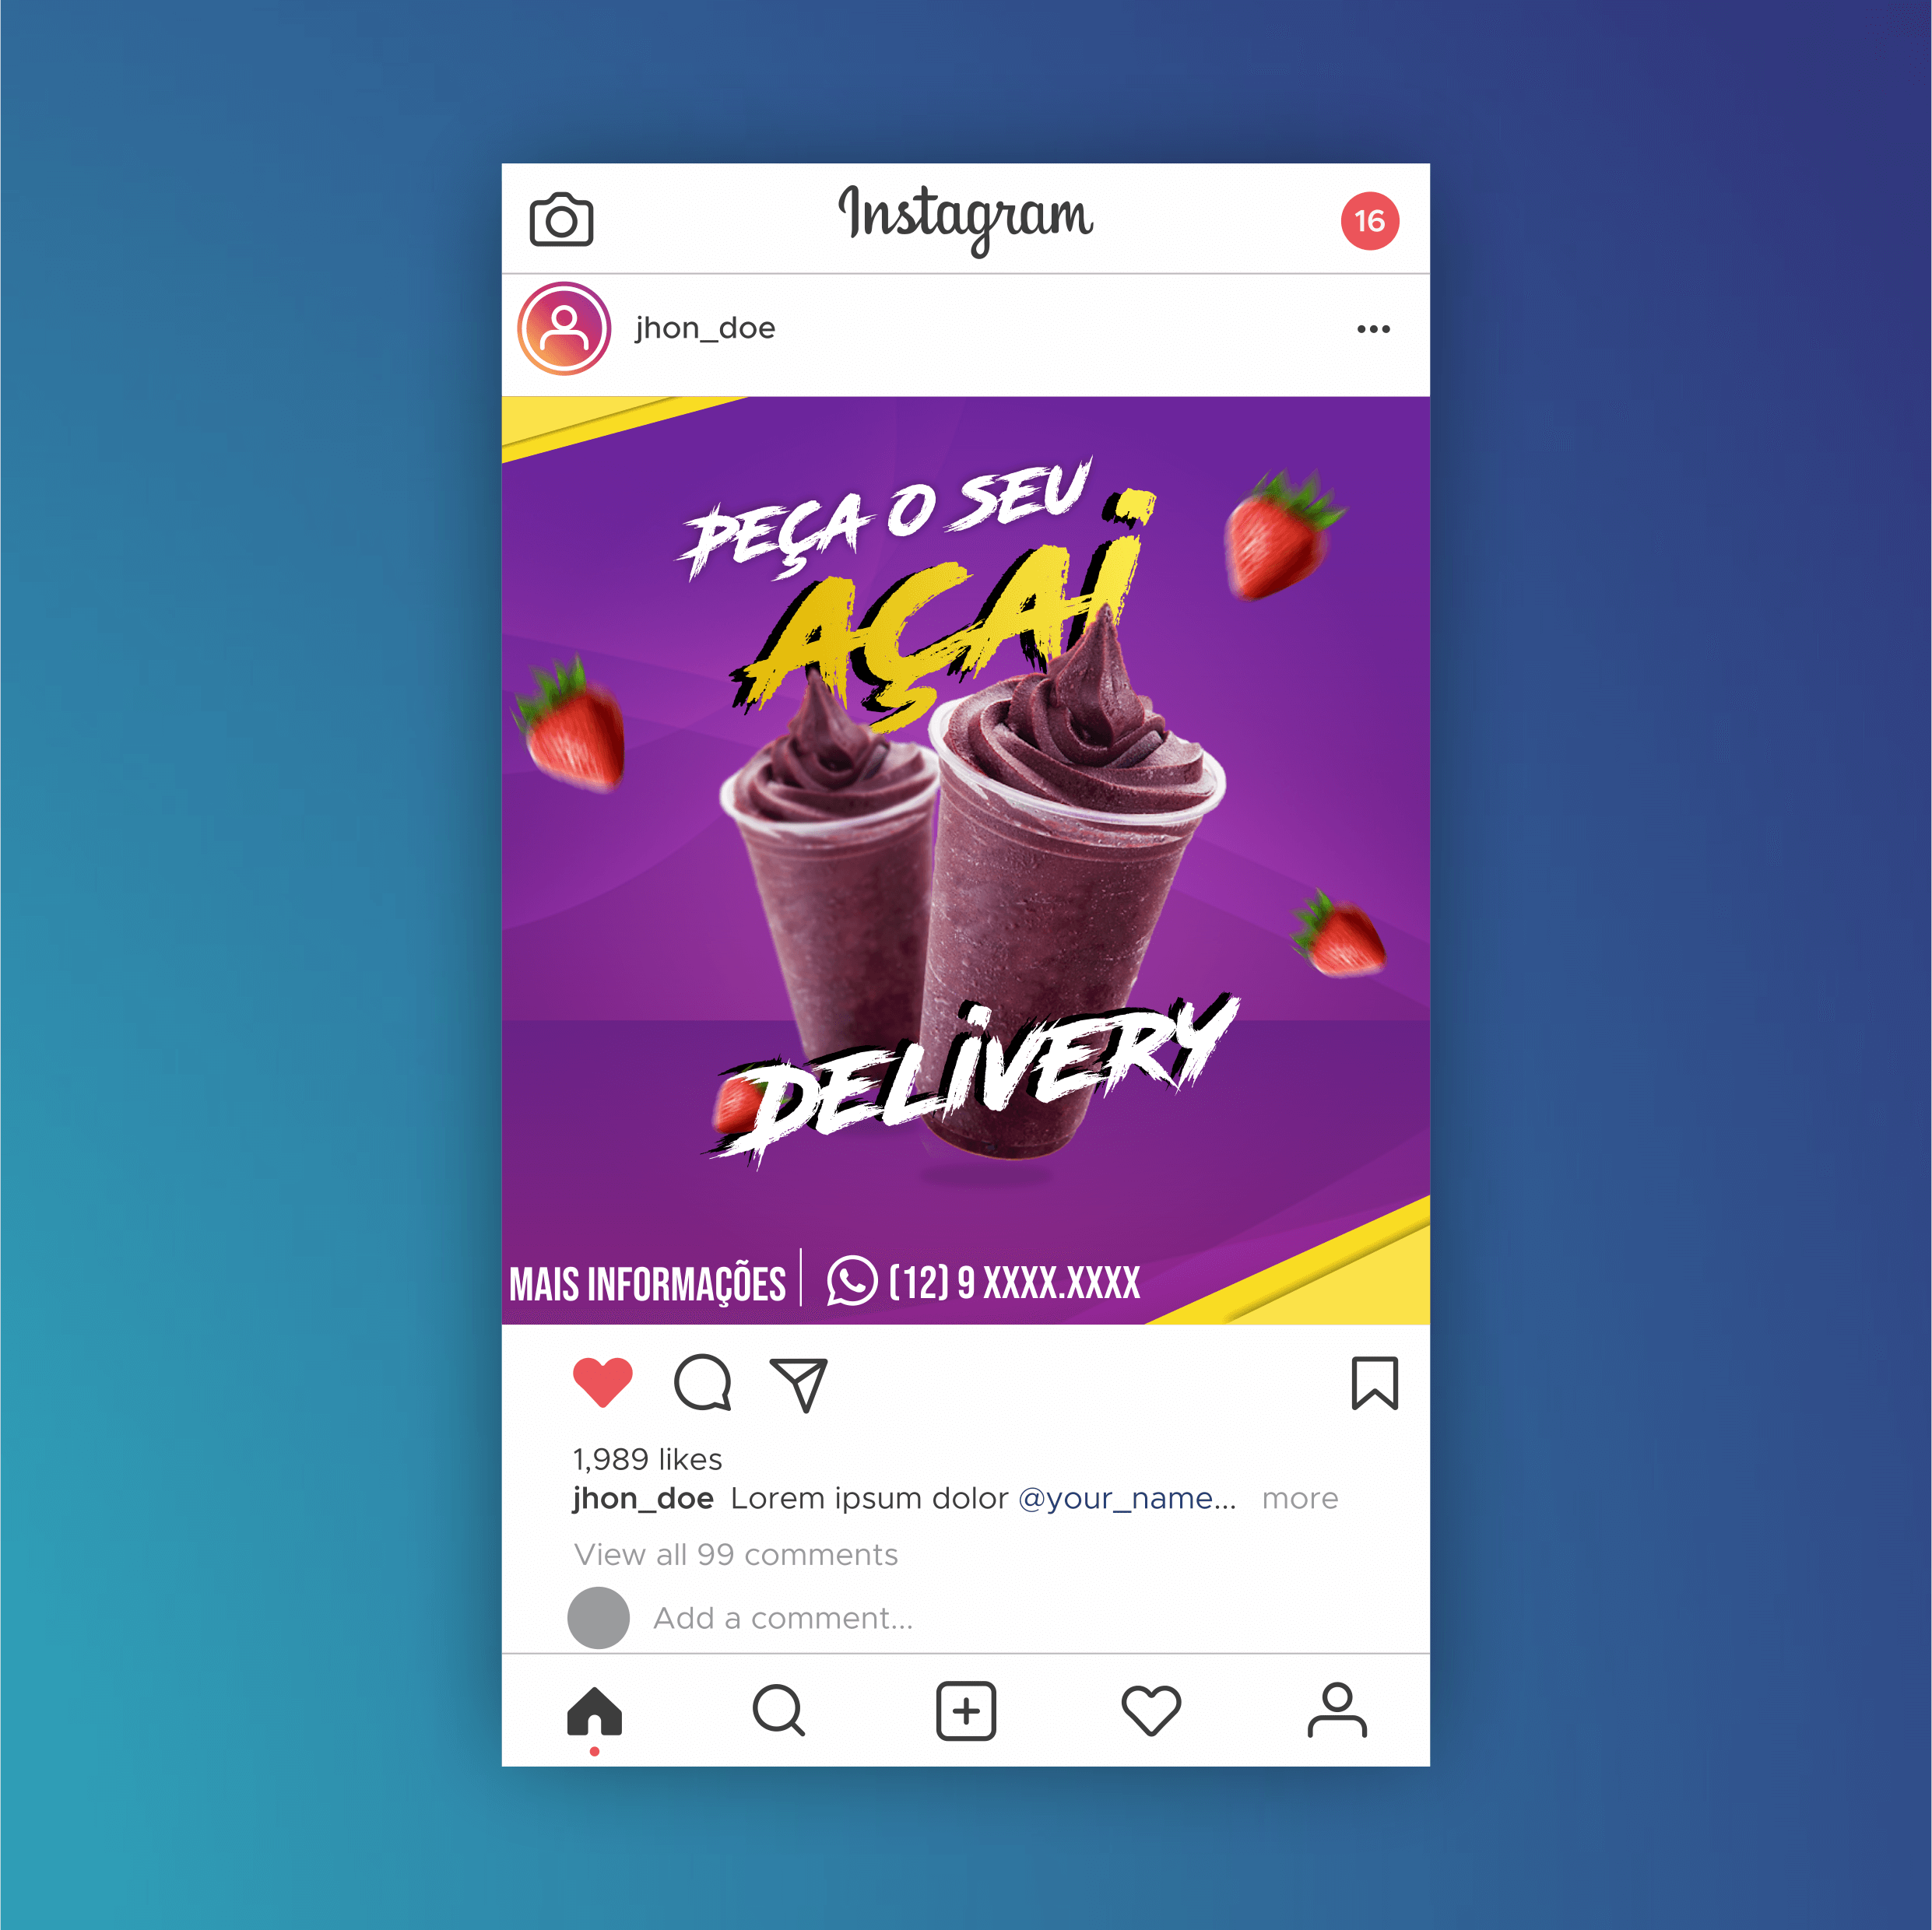 Instagram
16
jhon_doe
PEÇA O SEU
AÇAi
DELiVERY
MAIS INFORMAÇÕES
(12) 9 XXXX.XXXX
1,989 likes
jhon_doe Lorem ipsum dolor @your_name... more
View all 99 comments
Add a comment...